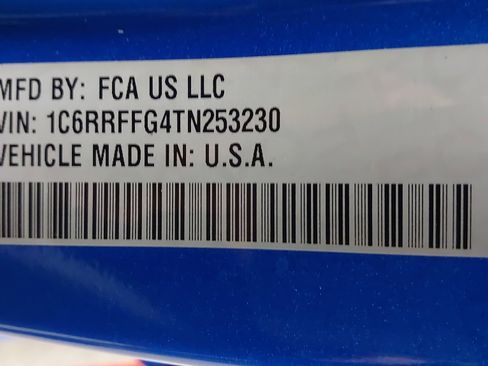 MFD BY: FCA US LLC
VIN: 1C6RRFFG4TN253230
VEHICLE MADE IN: U.S.A.